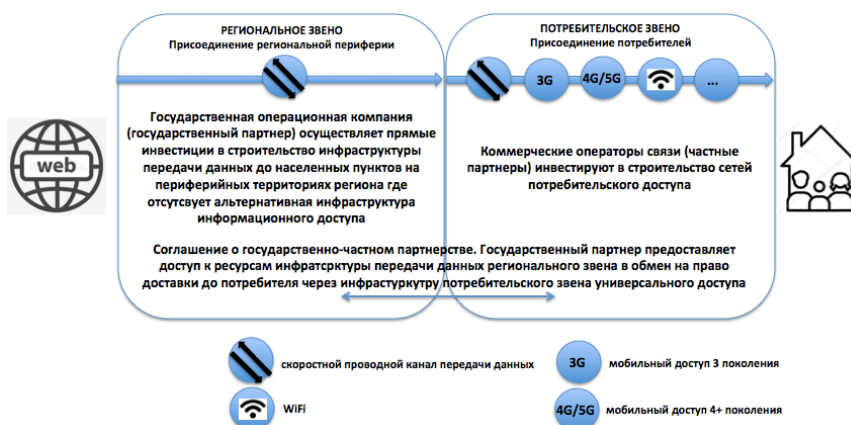 РЕГИОНАЛЬНОЕ ЗВЕНО
Присоединение региональной периферии
ПОТРЕБИТЕЛЬСКОЕ ЗВЕНО
Присоединение потребителей
3G
4G/5G
...
web
Государственная операционная компания
(государственный партнер) осуществляет прямые
инвестиции в строительство инфраструктуры
передачи данных до населенных пунктов на
периферийных территориях региона где
отсутсвует альтернативная инфраструктура
информационного доступа
Коммерческие операторы связи (частные
партнеры) инвестируют в строительство сетей
потребительского доступа
Соглашение о государственно-частном партнерстве. Государственный партнер предоставляет
доступ к ресурсам инфратсрктуры передачи данных регионального звена в обмен на право
доставки до потребителя через инфрастуркутру потребительского звена универсального доступа
скоростной проводной канал передачи данных
3G
мобильный доступ 3 поколения
WiFi
4G/5G
мобильный доступ 4+ поколения